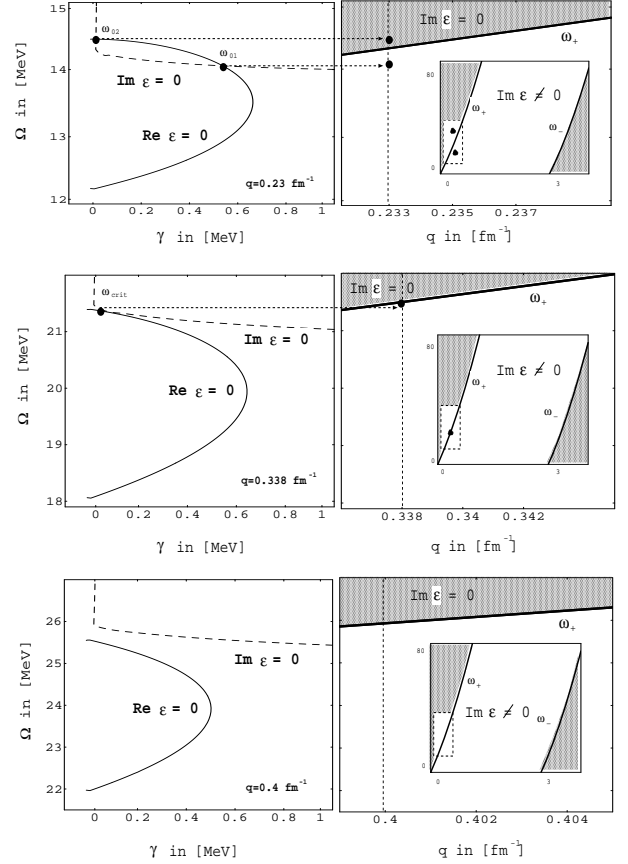 15
14
13
12
Ω in [MeV]
ω02
ω01
Im ε = 0
Re ε = 0
q=0.23 fm⁻¹
0 0.2 0.4 0.6 0.8 1
γ in [MeV]
Im ε = 0
ω₊
80
0
Im ε ≠ 0
ω₊
ω₋
0 3
0.233 0.235 0.237
q in [fm⁻¹]
21
20
19
18
Ω in [MeV]
ωcrit
Im ε = 0
Re ε = 0
q=0.338 fm⁻¹
0 0.2 0.4 0.6 0.8 1
γ in [MeV]
Im ε = 0
ω₊
80
0
Im ε ≠ 0
ω₊
ω₋
0 3
0.338 0.34 0.342
q in [fm⁻¹]
26
25
24
23
22
Ω in [MeV]
Im ε = 0
Re ε = 0
q=0.4 fm⁻¹
0 0.2 0.4 0.6 0.8 1
γ in [MeV]
Im ε = 0
ω₊
80
0
ω₊
Im ε ≠ 0
ω₋
0 3
0.4 0.402 0.404
q in [fm⁻¹]